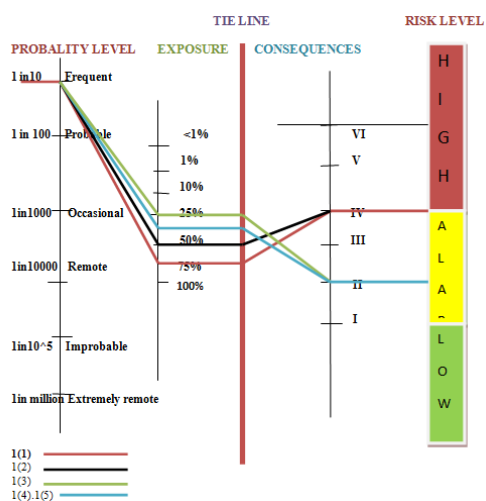 TIE LINE
RISK LEVEL
PROBALITY LEVEL EXPOSURE CONSEQUENCES
1 in10 Frequent
1 in 100 Probable
<1%
VI
1%
V
10%
1in1000 Occasional
25%
IV
50%
III
1in10000 Remote
75%
100%
II
I
1in10^5 Improbable
1in million Extremely remote
H
I
G
H
A
L
A
L
O
W
1(1)
1(2)
1(3)
1(4).1(5)